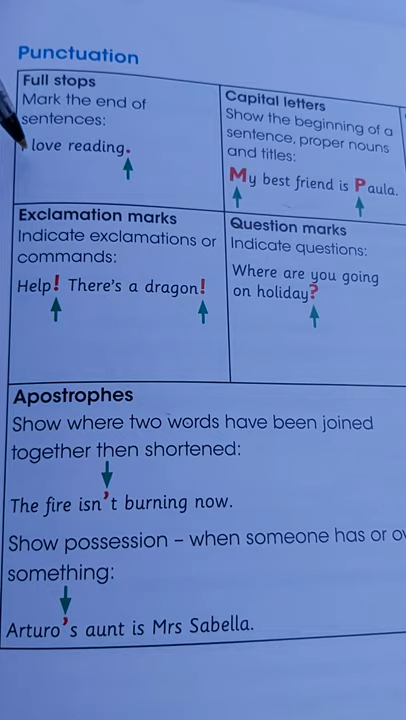 Punctuation
Full stops
Mark the end of
sentences:
I love reading.
Capital letters
Show the beginning of a
sentence, proper nouns
and titles:
My best friend is Paula.
Exclamation marks
Indicate exclamations or
commands:
Help! There's a dragon!
Question marks
Indicate questions:
Where are you going
on holiday?
Apostrophes
Show where two words have been joined
together then shortened:
The fire isn't burning now.
Show possession – when someone has or
something:
Arturo's aunt is Mrs Sabella.